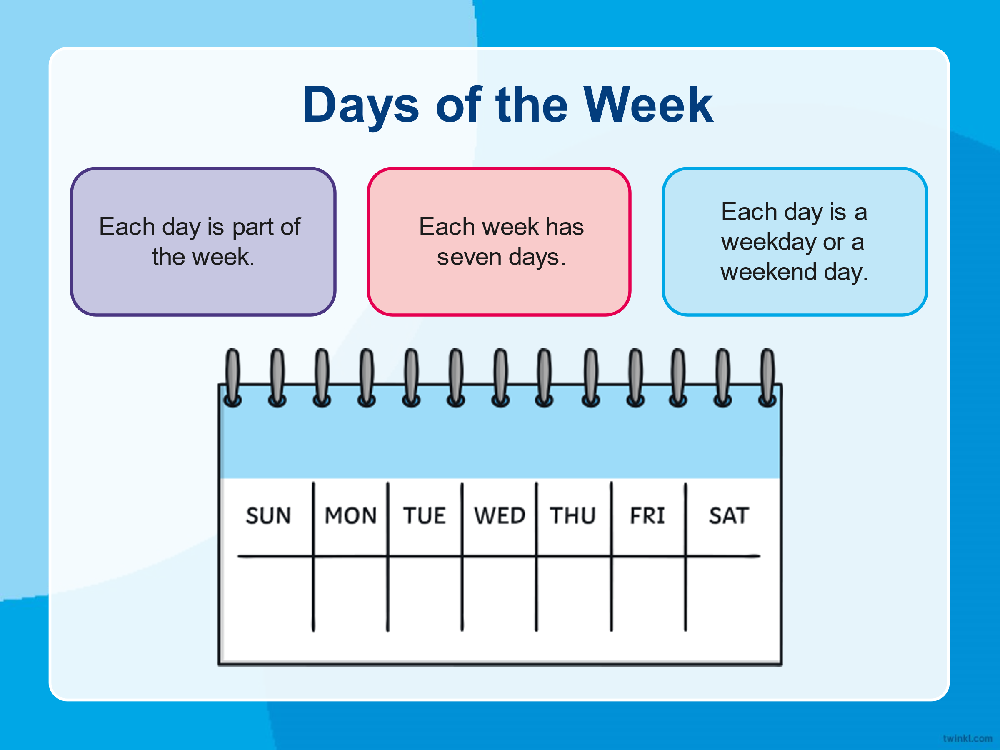 Days of the Week
Each day is part of
the week.
Each week has
seven days.
Each day is a
weekday or a
weekend day.
SUN MON TUE WED THU FRI SAT
twinkl.com